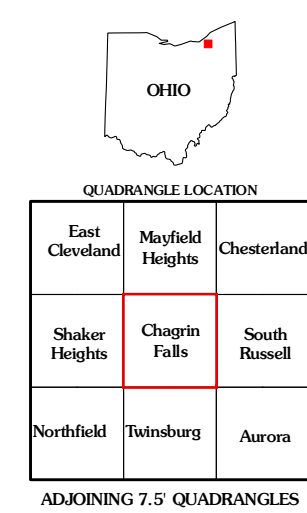 OHIO
QUADRANGLE LOCATION
East
Cleveland
Mayfield
Heights
Chesterland
Shaker
Heights
Chagrin
Falls
South
Russell
Northfield
Twinsburg
Aurora
ADJOINING 7.5' QUADRANGLES